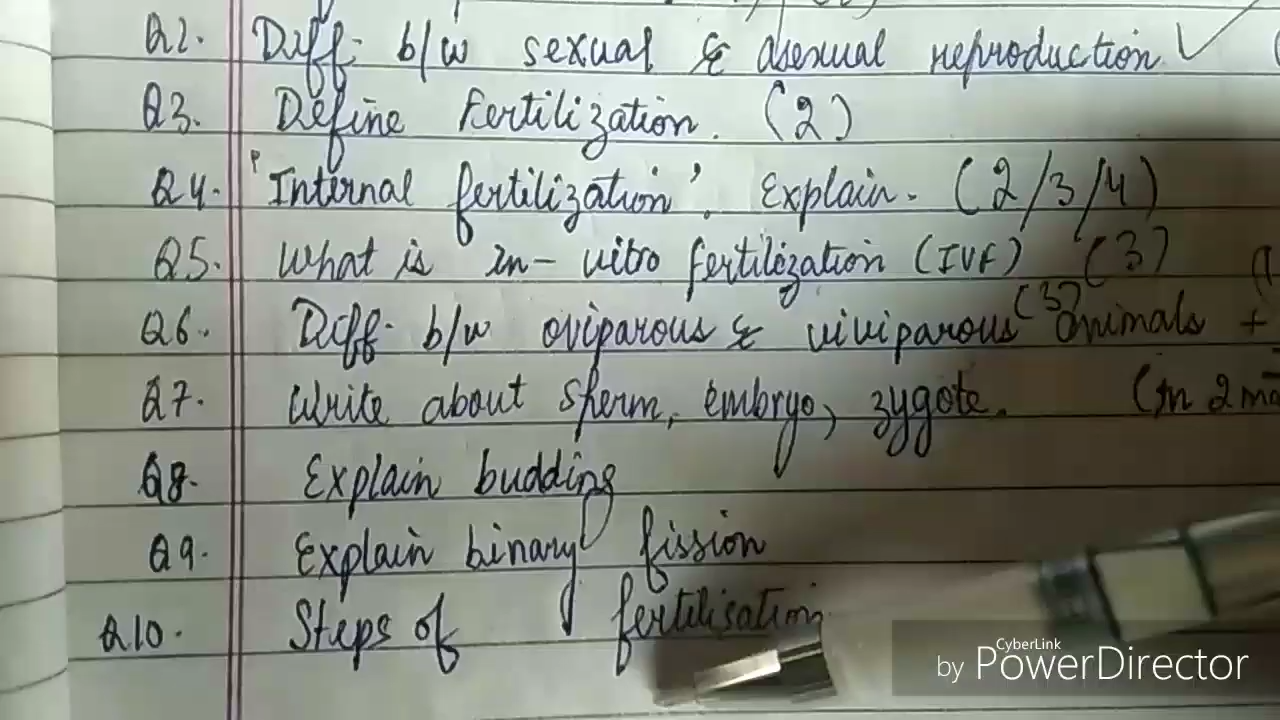 Q2. Diff. b/w sexual & asexual reproduction ✓
Q3. Define Fertilization. (2)
Q4. 'Internal fertilization'. Explain. (2/3/4)
Q5. What is In-vitro fertilization (IVF) (3)
Q6. Diff. b/w oviparous & viviparous (3) animals +
Q7. Write about sperm, embryo, zygote. (In 2
Q8. Explain budding
Q9. Explain binary fission
Q10. Steps of fertilisation
CyberLink
by PowerDirector